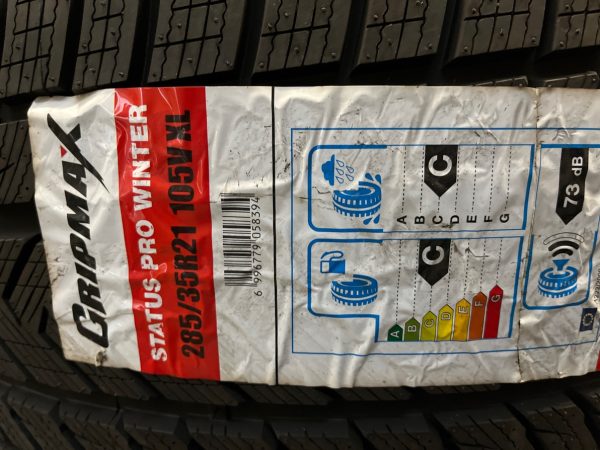 GRIPMAX
STATUS PRO WINTER
285/35R21 105V XL
6 996779 058394
C
A B C D E F G
C
A B C D E F G
73 dB